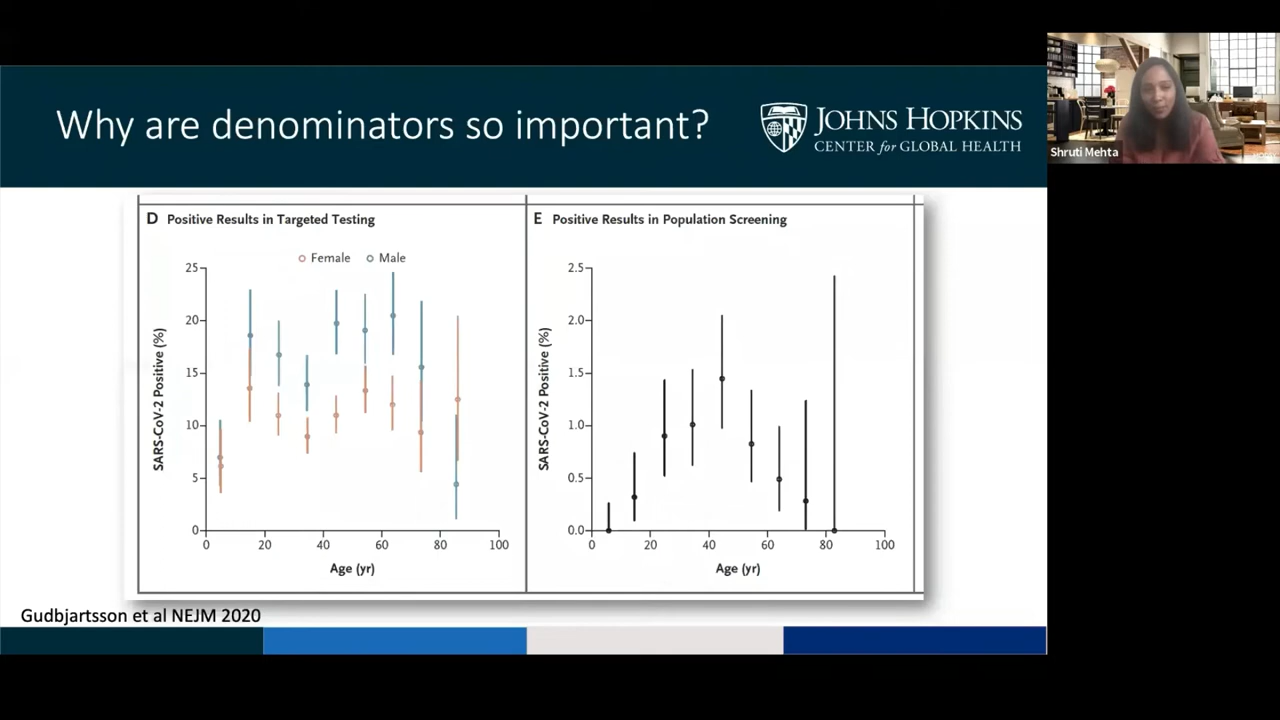 Why are denominators so important?
JOHNS HOPKINS
CENTER for GLOBAL HEALTH
Shruti Mehta
D Positive Results in Targeted Testing
Female Male
25
20
15
10
5
0
SARS-CoV-2 Positive (%)
0 20 40 60 80 100
Age (yr)
E Positive Results in Population Screening
2.5
2.0
1.5
1.0
0.5
0.0
SARS-CoV-2 Positive (%)
0 20 40 60 80 100
Age (yr)
Gudbjartsson et al NEJM 2020